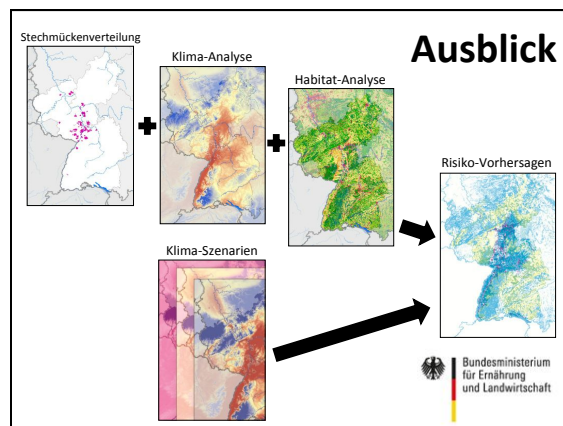 Ausblick
Stechmückenverteilung
Klima-Analyse
Habitat-Analyse
Risiko-Vorhersagen
Klima-Szenarien
Bundesministerium
für Ernährung
und Landwirtschaft